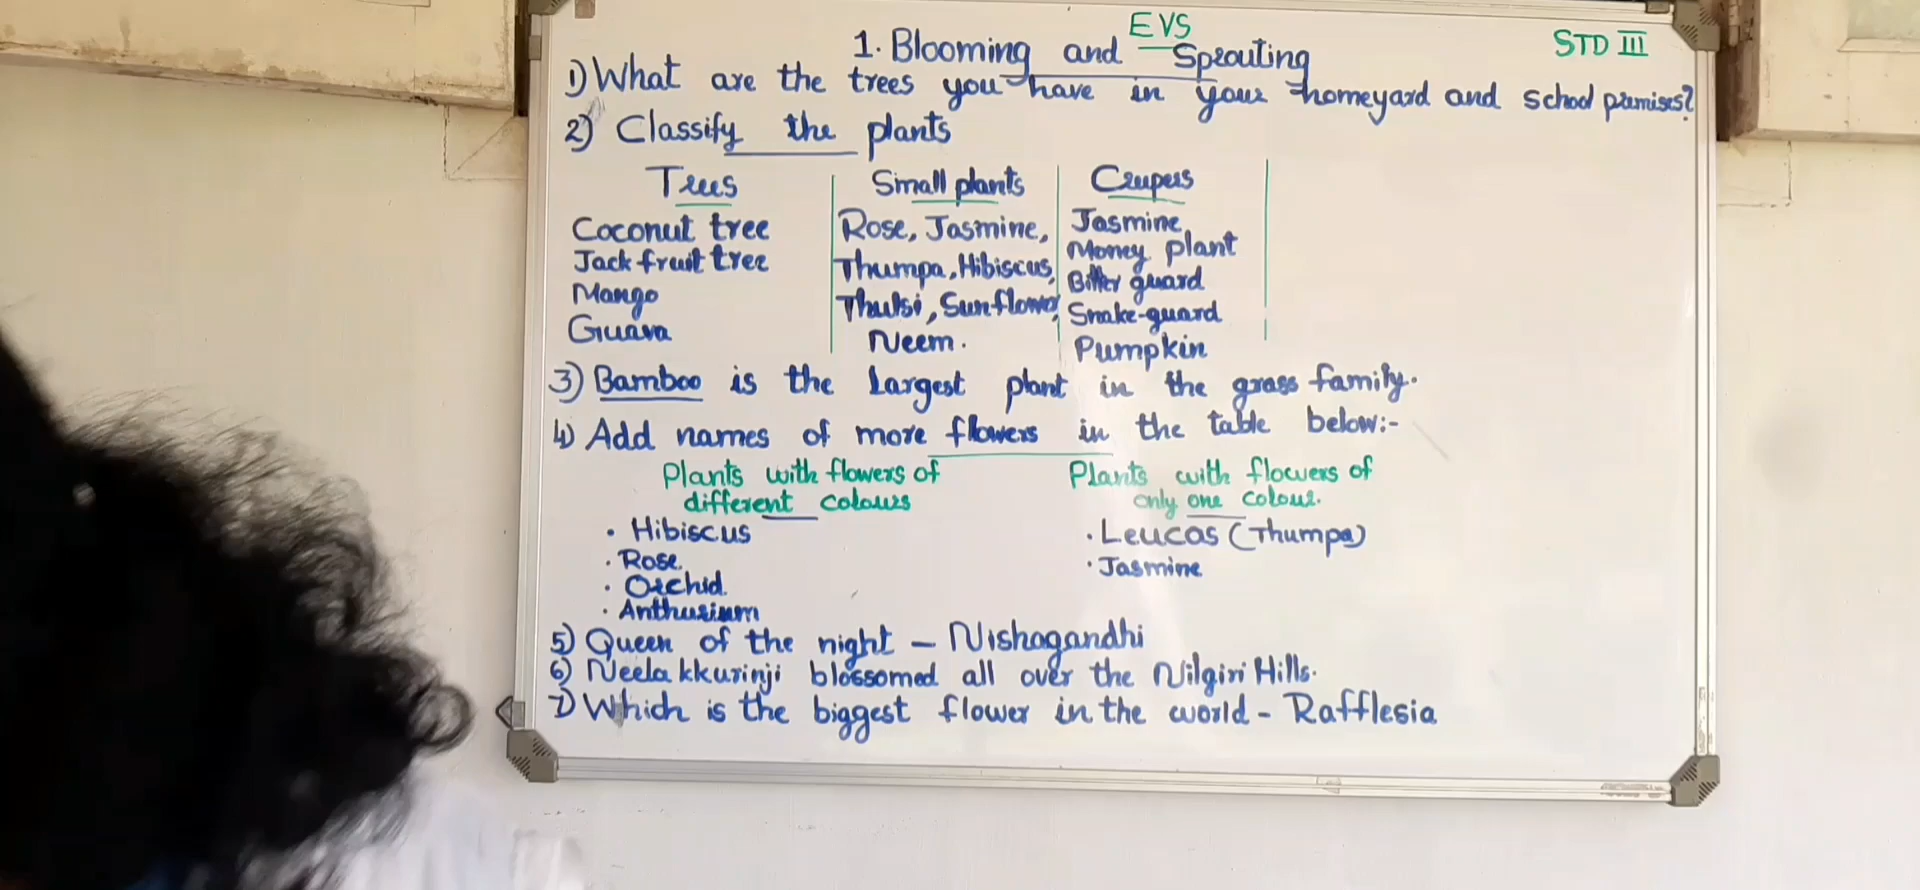 EVS
STD III
1. Blooming and Sprouting
1) What are the trees you have in your homeyard and school premises?
2) Classify the plants
Trees Small plants Creepers
Coconut tree Rose, Jasmine, Jasmine
Jack fruit tree Thumpa, Hibiscus, Money plant
Mango Thulsi, Sunflower, Bitter guard
Guava Neem. Snake-guard
Pumpkin
3) Bamboo is the largest plant in the grass family.
4) Add names of more flowers in the table below:-
Plants with flowers of Plants with flowers of
different colours only one colour.
· Hibiscus · Leucas (Thumpa)
· Rose · Jasmine
· Orchid.
· Anthurium
5) Queen of the night – Nishagandhi
6) Neela kkurinji blossomed all over the Nilgiri Hills.
7) Which is the biggest flower in the world - Rafflesia